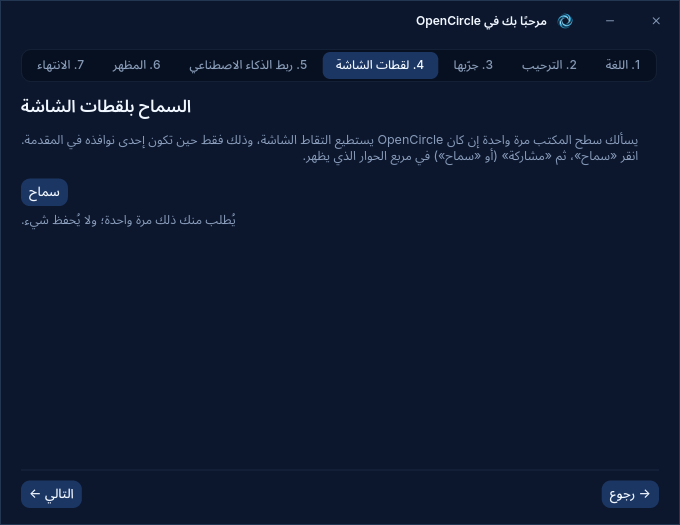 مرحبًا بك في OpenCircle
1. اللغة
2. الترحيب
3. جرّبها
4. لقطات الشاشة
5. ربط الذكاء الاصطناعي
6. المظهر
7. الانتهاء
السماح بلقطات الشاشة
يسألك سطح المكتب مرة واحدة إن كان OpenCircle يستطيع التقاط الشاشة، وذلك فقط حين تكون إحدى نوافذه في المقدمة.
انقر «سماح»، ثم «مشاركة» (أو «سماح») في مربع الحوار الذي يظهر.
سماح
يُطلب منك ذلك مرة واحدة؛ ولا يُحفظ شيء.
→ رجوع
التالي ←